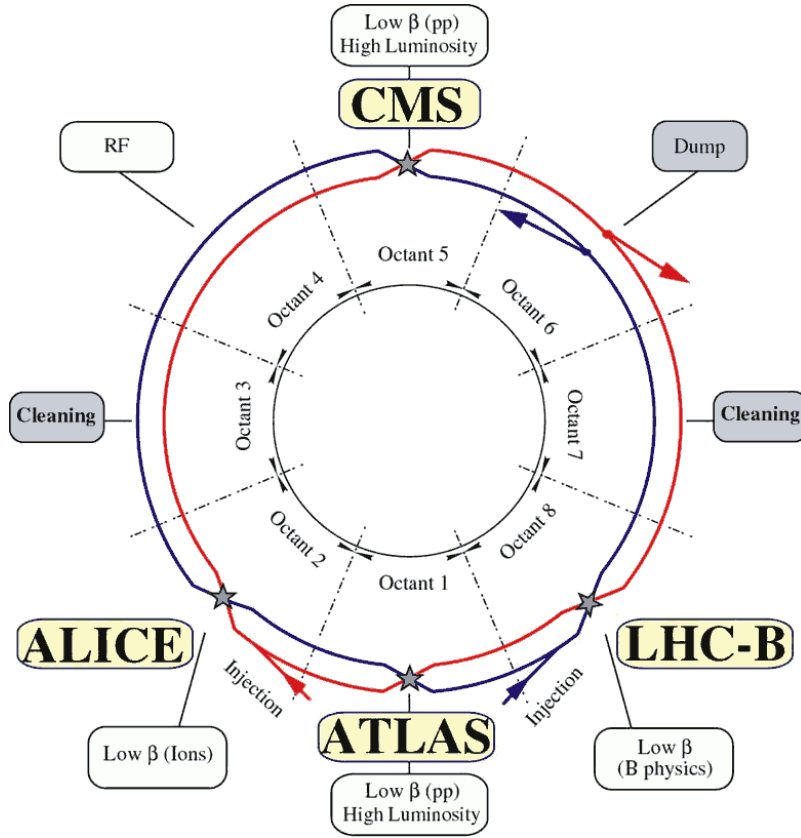 Low β (pp)
High Luminosity
CMS
RF
Dump
Octant 5
Octant 4
Octant 6
Cleaning
Octant 3
Octant 7
Cleaning
Octant 2
Octant 8
Octant 1
ALICE
LHC-B
Injection
Injection
ATLAS
Low β (Ions)
Low β
(B physics)
Low β (pp)
High Luminosity